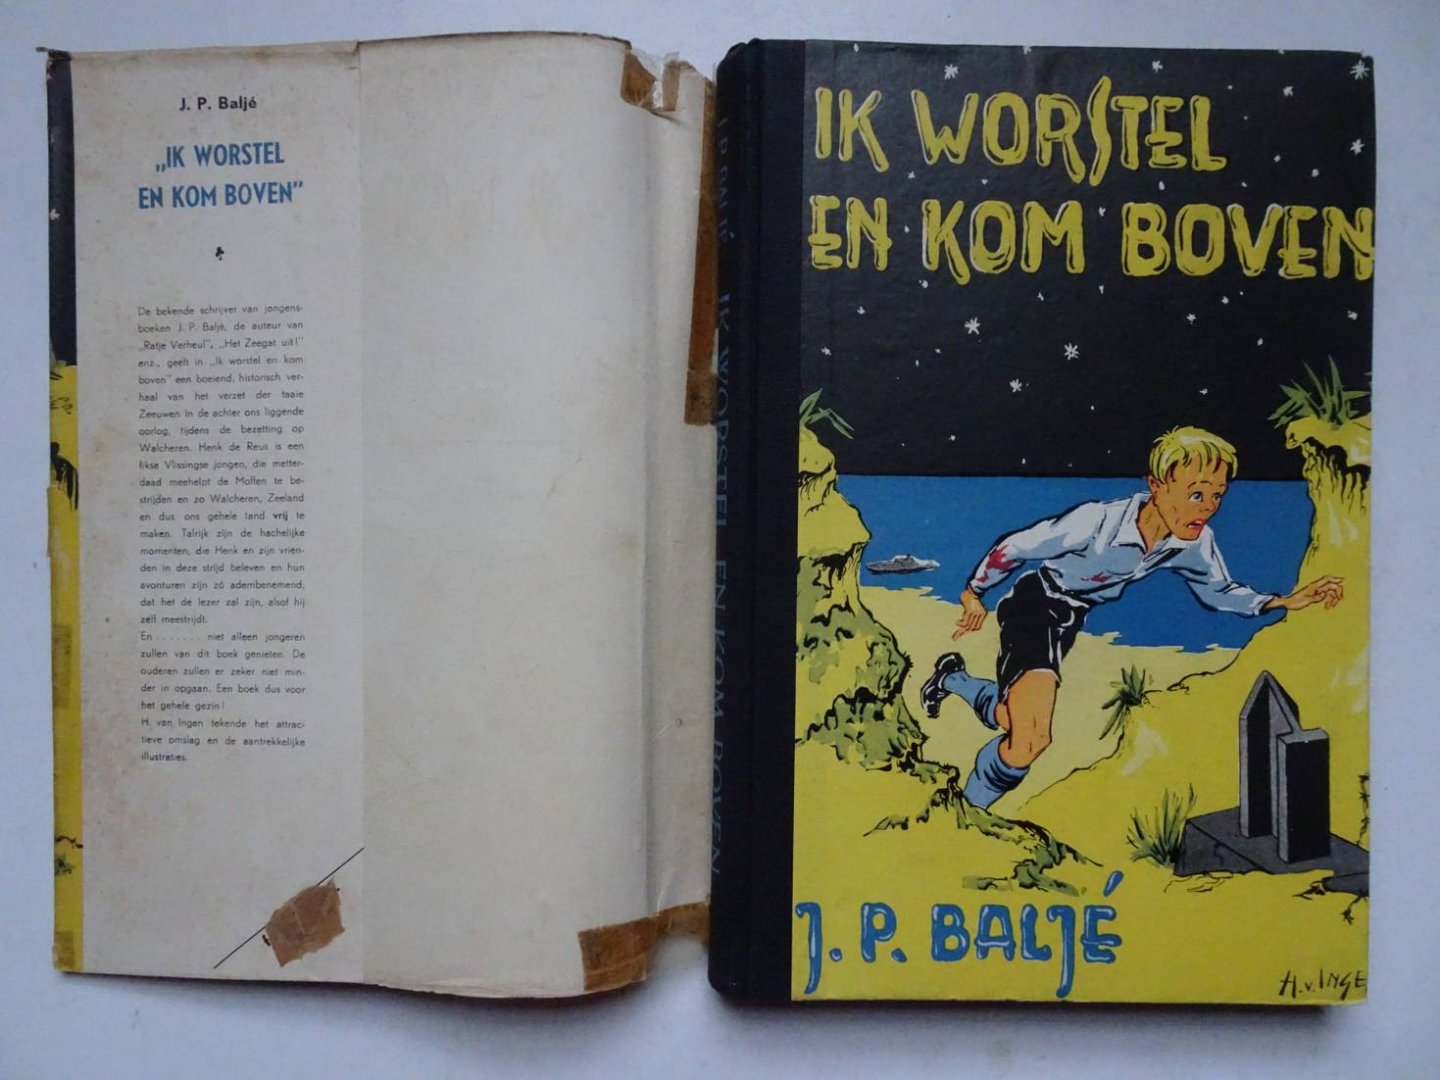 J. P. Baljé
„IK WORSTEL
EN KOM BOVEN”
De bekende schrijver van jongens-
boeken J. P. Baljé, de auteur van
„Ratje Verheul”, „Het Zeegat uit!”
enz., geeft in „Ik worstel en kom
boven” een boeiend, historisch ver-
haal van het verzet der taaie
Zeeuwen in de achter ons liggende
oorlog, tijdens de bezetting op
Walcheren. Henk de Reus is een
fikse Vlissingse jongen, die metter-
daad meehelpt de Moffen te be-
strijden en zo Walcheren, Zeeland
en dus ons gehele land vrij te
maken. Talrijk zijn de hachelijke
momenten, die Henk en zijn vrien-
den in deze strijd beleven en hun
avonturen zijn zó adembenemend,
dat het de lezer zal zijn, alsof hij
zelf meestrijdt.
En ....... niet alleen jongeren
zullen van dit boek genieten. De
ouderen zullen er zeker niet min-
der in opgaan. Een boek dus voor
het gehele gezin!
H. van Ingen tekende het attrac-
tieve omslag en de aantrekkelijke
illustraties.
J.P. BALJÉ IK WORSTEL EN KOM BOVEN
IK WORSTEL
EN KOM BOVEN
J. P. BALJÉ
H. v. INGE